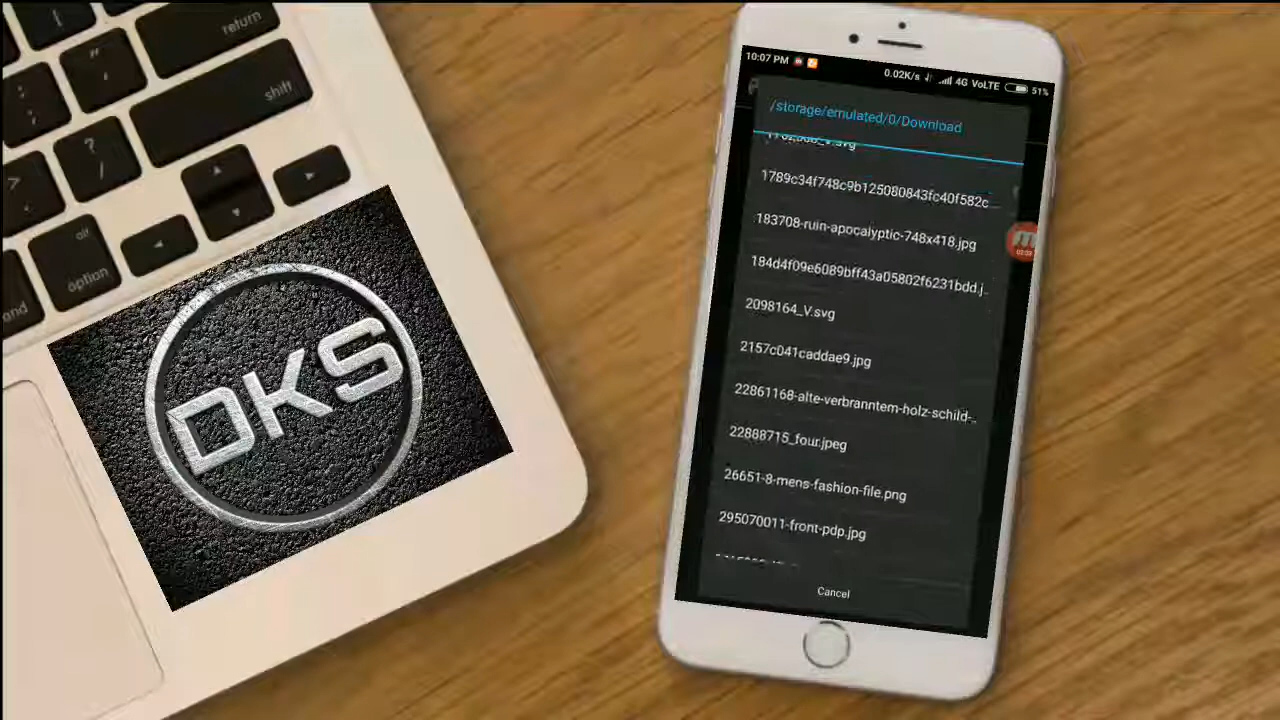 return
shift
alt
option
DKS
10:07 PM
0.02K/s
4G VoLTE
51%
/storage/emulated/0/Download
1789c34f748c9b125080843fc40f582c...
183708-ruin-apocalyptic-748x418.jpg
184d4f09e6089bff43a05802f6231bdd.j..
2098164_V.svg
2157c041caddae9.jpg
22861168-alte-verbranntem-holz-schild-..
22888715_four.jpeg
26651-8-mens-fashion-file.png
295070011-front-pdp.jpg
Cancel